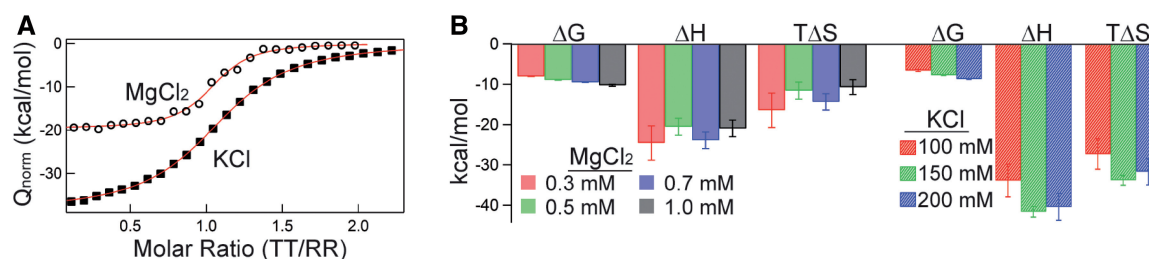 A
0
-10
-20
-30
Qnorm (kcal/mol)
MgCl2
KCl
0.5
1.0
1.5
2.0
Molar Ratio (TT/RR)
B
ΔG
ΔH
TΔS
ΔG
ΔH
TΔS
0
-10
-20
-30
-40
kcal/mol
MgCl2
0.3 mM
0.7 mM
0.5 mM
1.0 mM
KCl
100 mM
150 mM
200 mM